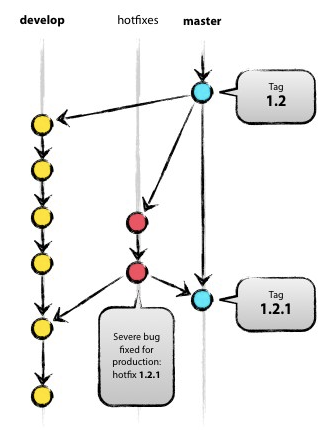 develop
hotfixes
master
Tag
1.2
Tag
1.2.1
Severe bug
fixed for
production:
hotfix 1.2.1